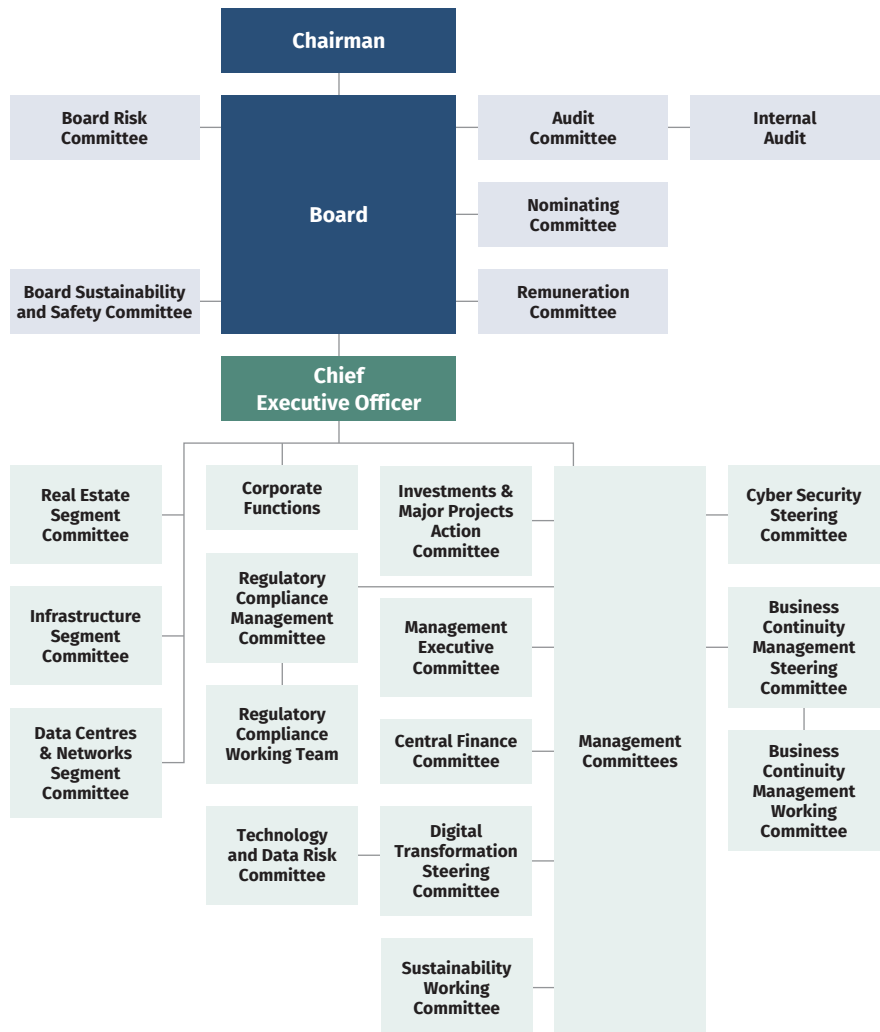 Chairman
Board Risk
Committee
Board
Audit
Committee
Internal
Audit
Nominating
Committee
Board Sustainability
and Safety Committee
Remuneration
Committee
Chief
Executive Officer
Real Estate
Segment
Committee
Infrastructure
Segment
Committee
Data Centres
& Networks
Segment
Committee
Corporate
Functions
Regulatory
Compliance
Management
Committee
Regulatory
Compliance
Working Team
Technology
and Data Risk
Committee
Investments &
Major Projects
Action
Committee
Management
Executive
Committee
Central Finance
Committee
Digital
Transformation
Steering
Committee
Sustainability
Working
Committee
Management
Committees
Cyber Security
Steering
Committee
Business
Continuity
Management
Steering
Committee
Business
Continuity
Management
Working
Committee